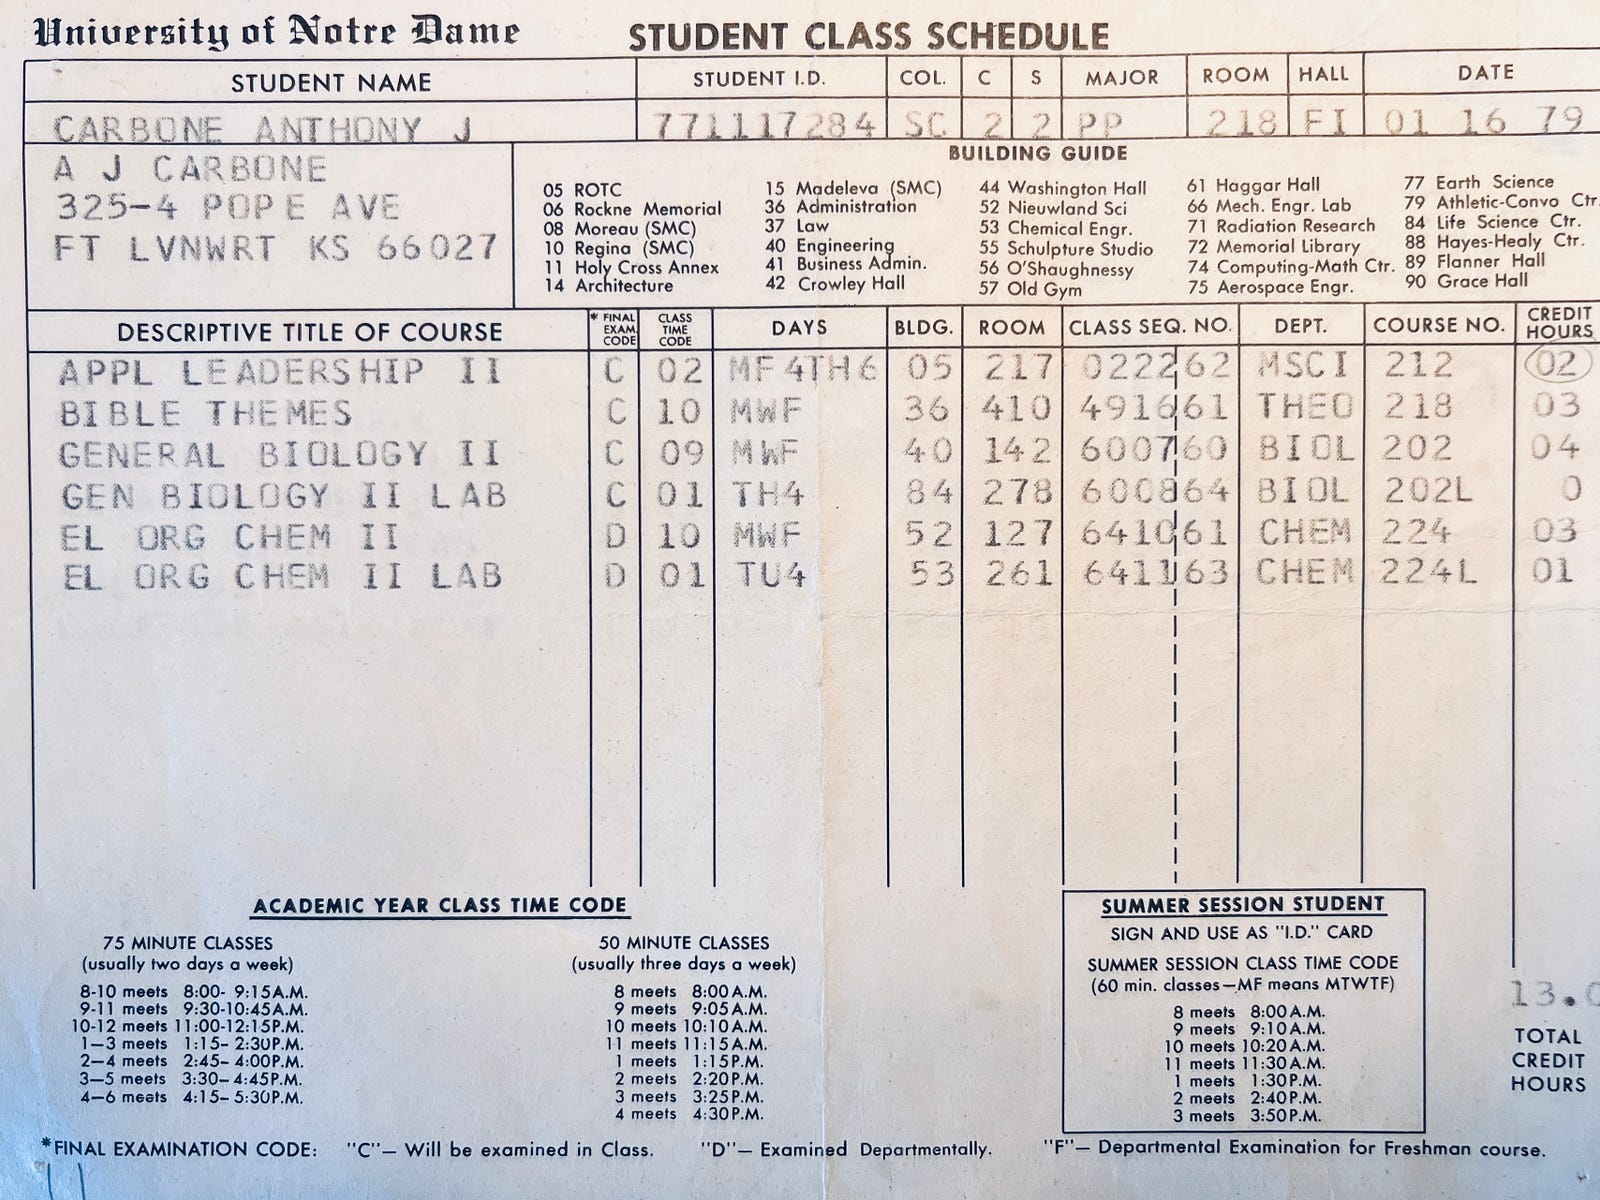 University of Notre Dame STUDENT CLASS SCHEDULE
STUDENT NAME STUDENT I.D. COL. C S MAJOR ROOM HALL DATE
CARBONE ANTHONY J 771117284 SC 2 2 PP 218 FI 01 16 79
A J CARBONE
325-4 POPE AVE
FT LVNWRT KS 66027
BUILDING GUIDE
05 ROTC 15 Madeleva (SMC) 44 Washington Hall 61 Haggar Hall 77 Earth Science
06 Rockne Memorial 36 Administration 52 Nieuwland Sci 66 Mech. Engr. Lab 79 Athletic-Convo Ctr.
08 Moreau (SMC) 37 Law 53 Chemical Engr. 71 Radiation Research 84 Life Science Ctr.
10 Regina (SMC) 40 Engineering 55 Schulpture Studio 72 Memorial Library 88 Hayes-Healy Ctr.
11 Holy Cross Annex 41 Business Admin. 56 O'Shaughnessy 74 Computing-Math Ctr. 89 Flanner Hall
14 Architecture 42 Crowley Hall 57 Old Gym 75 Aerospace Engr. 90 Grace Hall
DESCRIPTIVE TITLE OF COURSE * FINAL EXAM. CODE CLASS TIME CODE DAYS BLDG. ROOM CLASS SEQ. NO. DEPT. COURSE NO. CREDIT HOURS
APPL LEADERSHIP II C 02 MF4TH6 05 217 022262 MSCI 212 02
BIBLE THEMES C 10 MWF 36 410 491661 THEO 218 03
GENERAL BIOLOGY II C 09 MWF 40 142 600760 BIOL 202 04
GEN BIOLOGY II LAB C 01 TH4 84 278 600864 BIOL 202L 0
EL ORG CHEM II D 10 MWF 52 127 641061 CHEM 224 03
EL ORG CHEM II LAB D 01 TU4 53 261 641163 CHEM 224L 01
ACADEMIC YEAR CLASS TIME CODE
75 MINUTE CLASSES
(usually two days a week)
8-10 meets 8:00- 9:15A.M.
9-11 meets 9:30-10:45A.M.
10-12 meets 11:00-12:15P.M.
1—3 meets 1:15- 2:30P.M.
2—4 meets 2:45- 4:00P.M.
3—5 meets 3:30- 4:45P.M.
4—6 meets 4:15- 5:30P.M.
50 MINUTE CLASSES
(usually three days a week)
8 meets 8:00A.M.
9 meets 9:05A.M.
10 meets 10:10A.M.
11 meets 11:15A.M.
1 meets 1:15P.M.
2 meets 2:20P.M.
3 meets 3:25P.M.
4 meets 4:30P.M.
SUMMER SESSION STUDENT
SIGN AND USE AS "I.D." CARD
SUMMER SESSION CLASS TIME CODE
(60 min. classes—MF means MTWTF)
8 meets 8:00A.M.
9 meets 9:10A.M.
10 meets 10:20A.M.
11 meets 11:30A.M.
1 meets 1:30P.M.
2 meets 2:40P.M.
3 meets 3:50P.M.
13.0
TOTAL
CREDIT
HOURS
*FINAL EXAMINATION CODE: "C"— Will be examined in Class. "D"— Examined Departmentally. "F"— Departmental Examination for Freshman course.